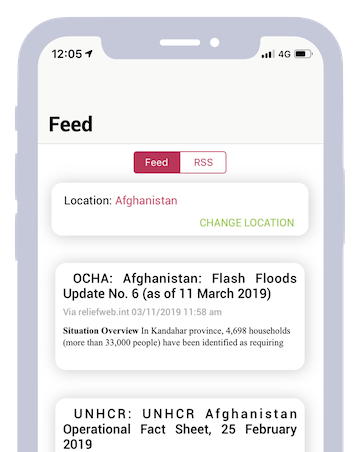 12:05 4G
Feed
Feed RSS
Location: Afghanistan
CHANGE LOCATION
OCHA: Afghanistan: Flash Floods
Update No. 6 (as of 11 March 2019)
Via reliefweb.int 03/11/2019 11:58 am
Situation Overview In Kandahar province, 4,698 households
(more than 33,000 people) have been identified as requiring
UNHCR: UNHCR Afghanistan
Operational Fact Sheet, 25 February
2019